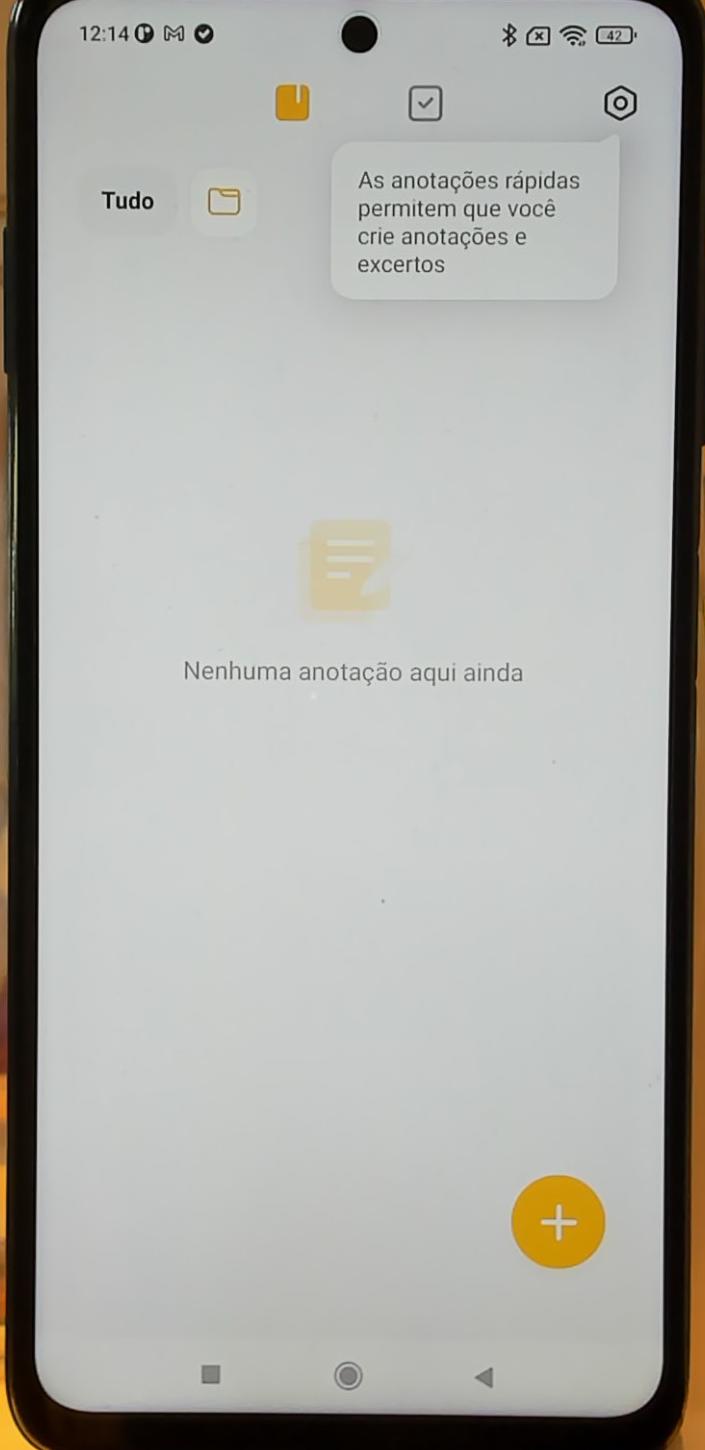 12:14
42
Tudo
As anotações rápidas
permitem que você
crie anotações e
excertos
Nenhuma anotação aqui ainda